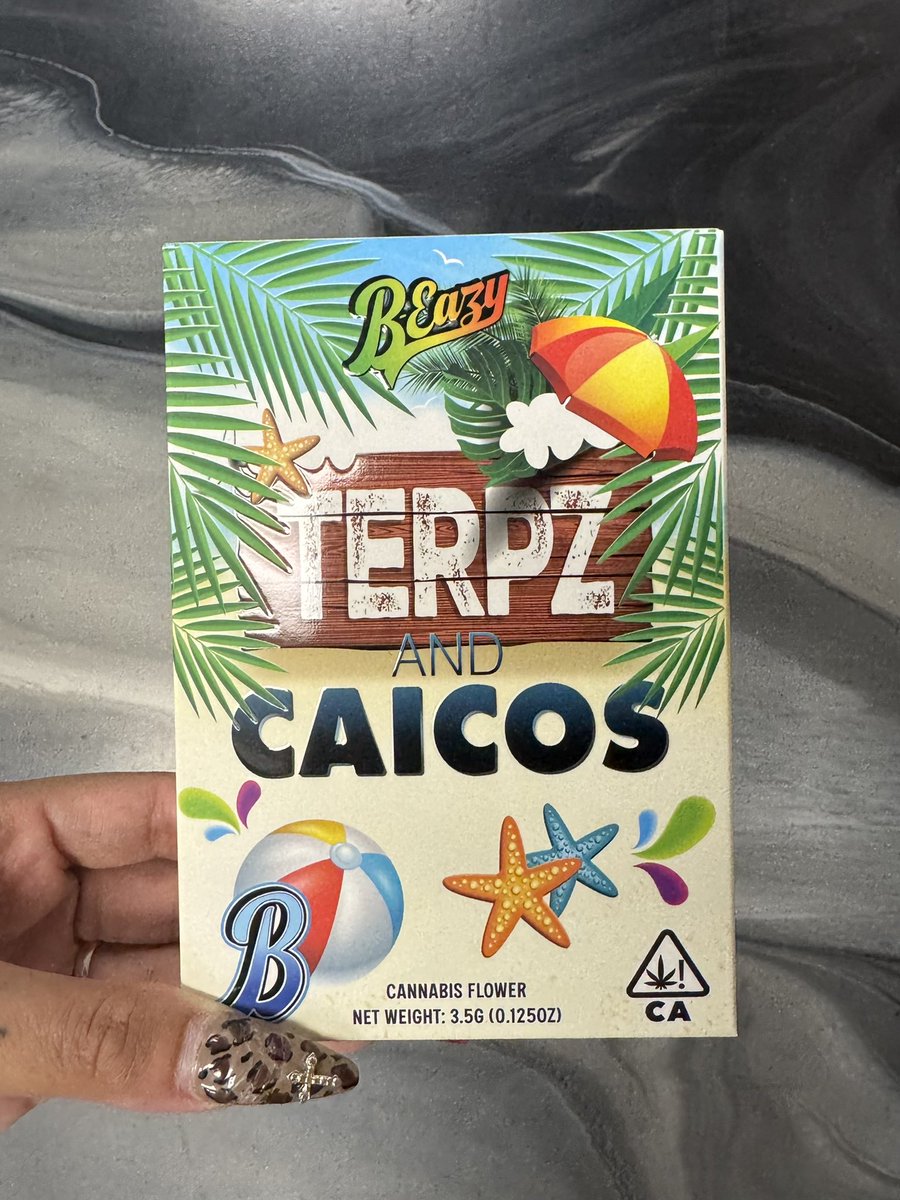 B-Eazy
TERPZ
AND
CAICOS
B
CANNABIS FLOWER
NET WEIGHT: 3.5G (0.125OZ)
!
CA